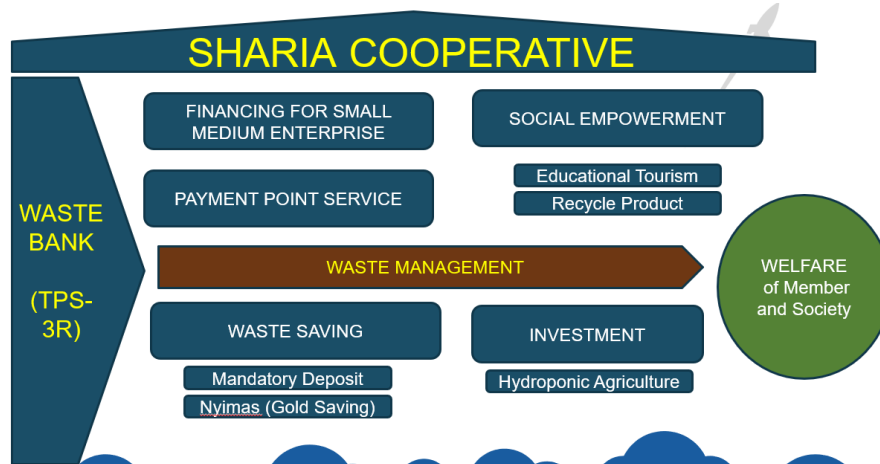 SHARIA COOPERATIVE
WASTE
BANK
(TPS-
3R)
FINANCING FOR SMALL
MEDIUM ENTERPRISE
SOCIAL EMPOWERMENT
PAYMENT POINT SERVICE
Educational Tourism
Recycle Product
WASTE MANAGEMENT
WELFARE
of Member
and Society
WASTE SAVING
INVESTMENT
Mandatory Deposit
Nyimas (Gold Saving)
Hydroponic Agriculture